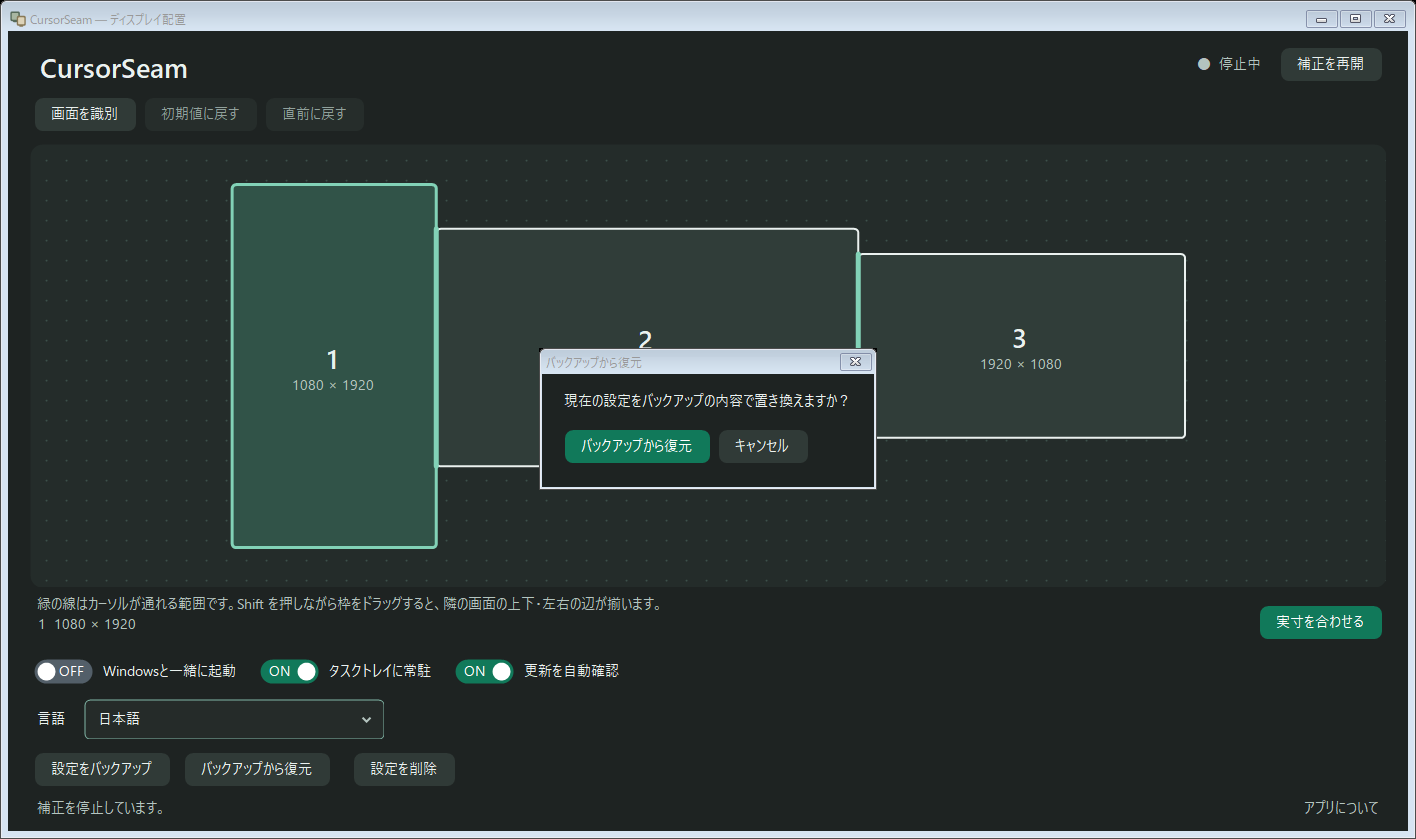 CursorSeam — ディスプレイ配置
CursorSeam
停止中
補正を再開
画面を識別
初期値に戻す
直前に戻す
1
1080 × 1920
2
3
1920 × 1080
バックアップから復元
現在の設定をバックアップの内容で置き換えますか？
バックアップから復元
キャンセル
緑の線はカーソルが通れる範囲です。Shift を押しながら枠をドラッグすると、隣の画面の上下・左右の辺が揃います。
1 1080 × 1920
実寸を合わせる
OFF Windowsと一緒に起動
ON タスクトレイに常駐
ON 更新を自動確認
言語
日本語
設定をバックアップ
バックアップから復元
設定を削除
補正を停止しています。
アプリについて